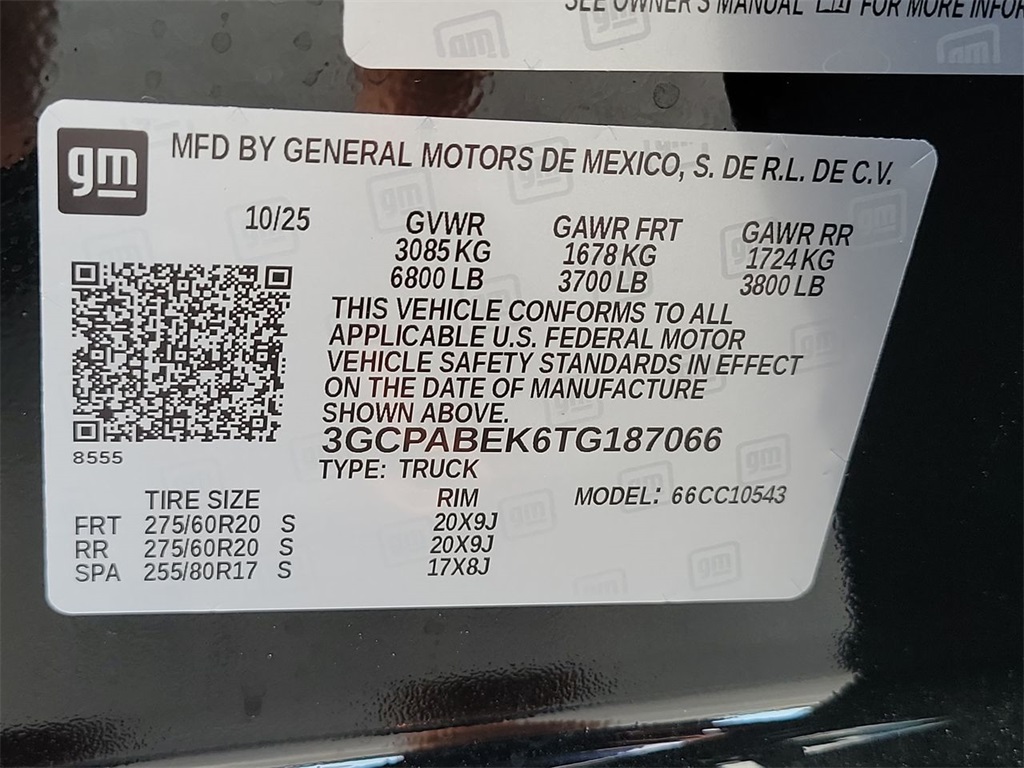 SEE OWNER'S MANUAL FOR MORE INFOR
gm
MFD BY GENERAL MOTORS DE MEXICO, S. DE R.L. DE C.V.
10/25 GVWR GAWR FRT GAWR RR
3085 KG 1678 KG 1724 KG
6800 LB 3700 LB 3800 LB
THIS VEHICLE CONFORMS TO ALL
APPLICABLE U.S. FEDERAL MOTOR
VEHICLE SAFETY STANDARDS IN EFFECT
ON THE DATE OF MANUFACTURE
SHOWN ABOVE.
3GCPABEK6TG187066
8555
TYPE: TRUCK
TIRE SIZE RIM MODEL: 66CC10543
FRT 275/60R20 S 20X9J
RR 275/60R20 S 20X9J
SPA 255/80R17 S 17X8J